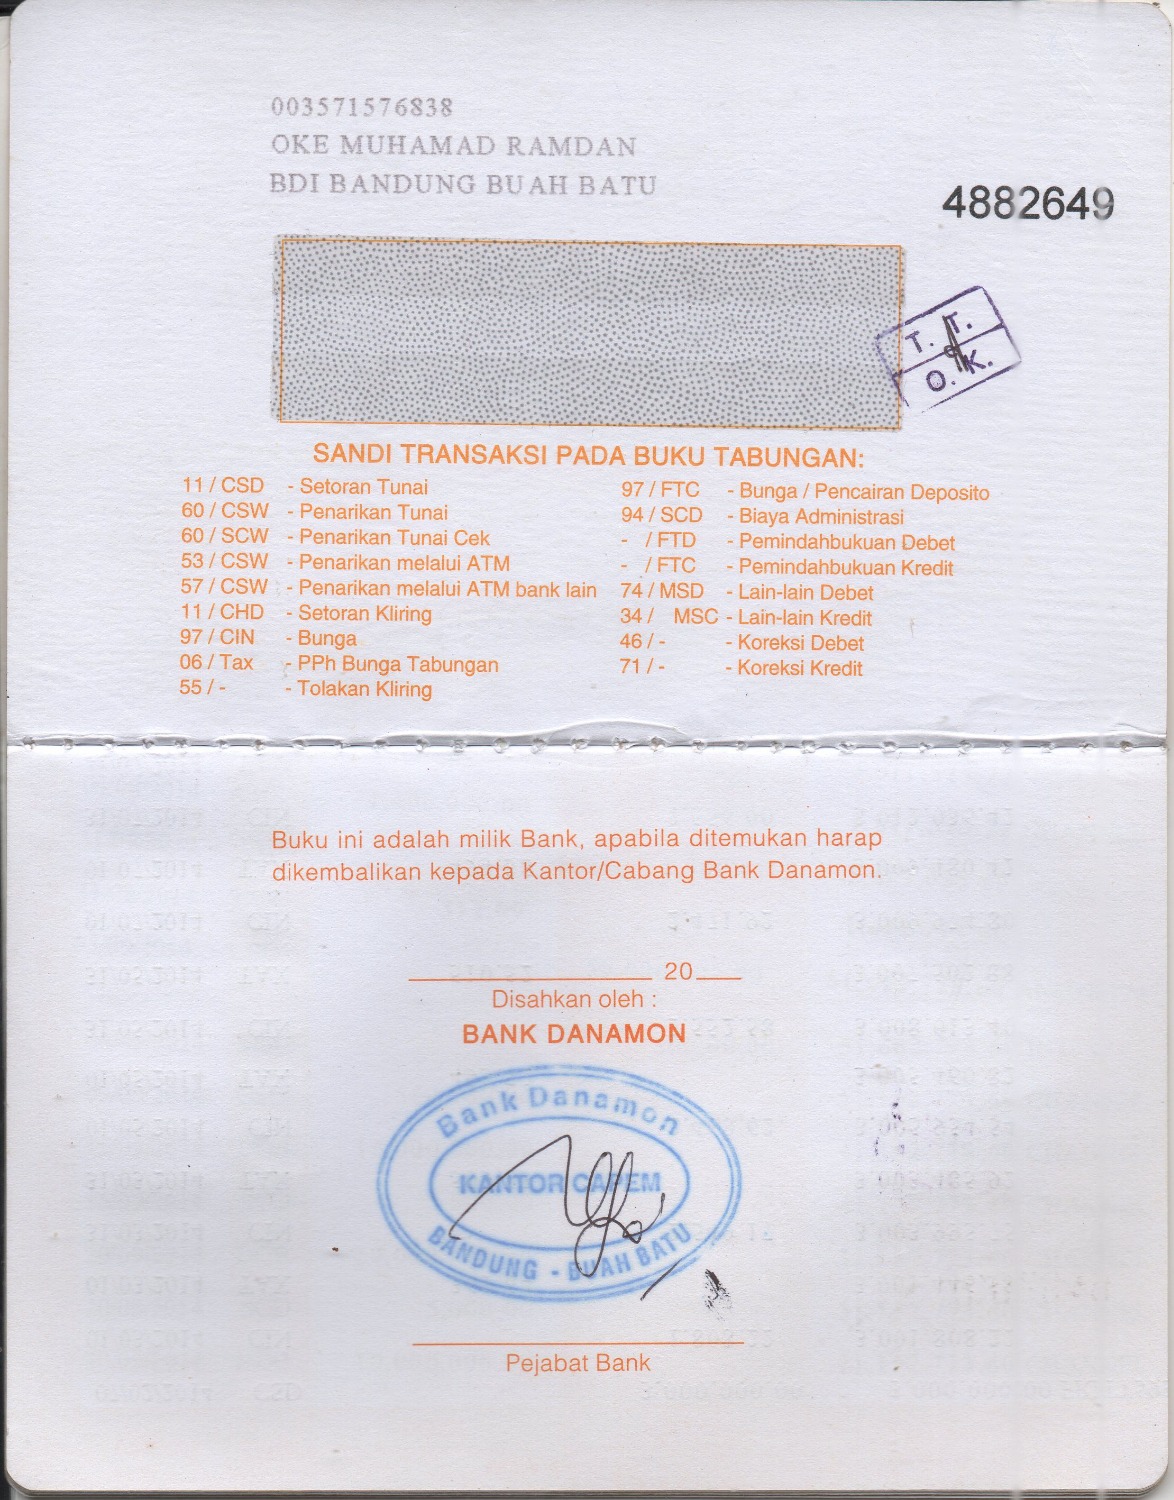 003571576838
OKE MUHAMAD RAMDAN
BDI BANDUNG BUAH BATU
4882649
T. T.
O. K.
SANDI TRANSAKSI PADA BUKU TABUNGAN:
11 / CSD - Setoran Tunai
60 / CSW - Penarikan Tunai
60 / SCW - Penarikan Tunai Cek
53 / CSW - Penarikan melalui ATM
57 / CSW - Penarikan melalui ATM bank lain
11 / CHD - Setoran Kliring
97 / CIN - Bunga
06 / Tax - PPh Bunga Tabungan
55 / - - Tolakan Kliring
97 / FTC - Bunga / Pencairan Deposito
94 / SCD - Biaya Administrasi
- / FTD - Pemindahbukuan Debet
- / FTC - Pemindahbukuan Kredit
74 / MSD - Lain-lain Debet
34 / MSC - Lain-lain Kredit
46 / - - Koreksi Debet
71 / - - Koreksi Kredit
Buku ini adalah milik Bank, apabila ditemukan harap
dikembalikan kepada Kantor/Cabang Bank Danamon.
20
Disahkan oleh :
BANK DANAMON
Bank Danamon
KANTOR CAPEM
BANDUNG - BUAH BATU
Pejabat Bank